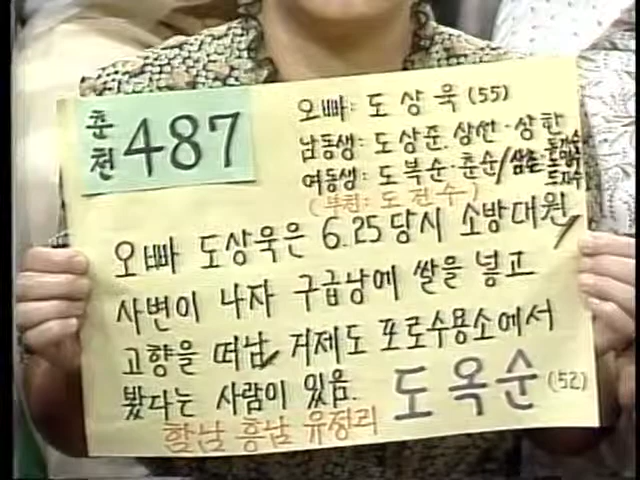 춘천 487
오빠: 도상욱 (55)
남동생: 도상준. 상선. 상한
여동생: 도복순. 춘순/삼촌:
(부친: 도진수)
오빠 도상욱은 6.25 당시 소방대원,
사변이 나자 구급낭에 쌀을 넣고
고향을 떠남, 거제도 포로수용소에서
봤다는 사람이 있음. 도옥순 (52)
함남 흥남 유정리